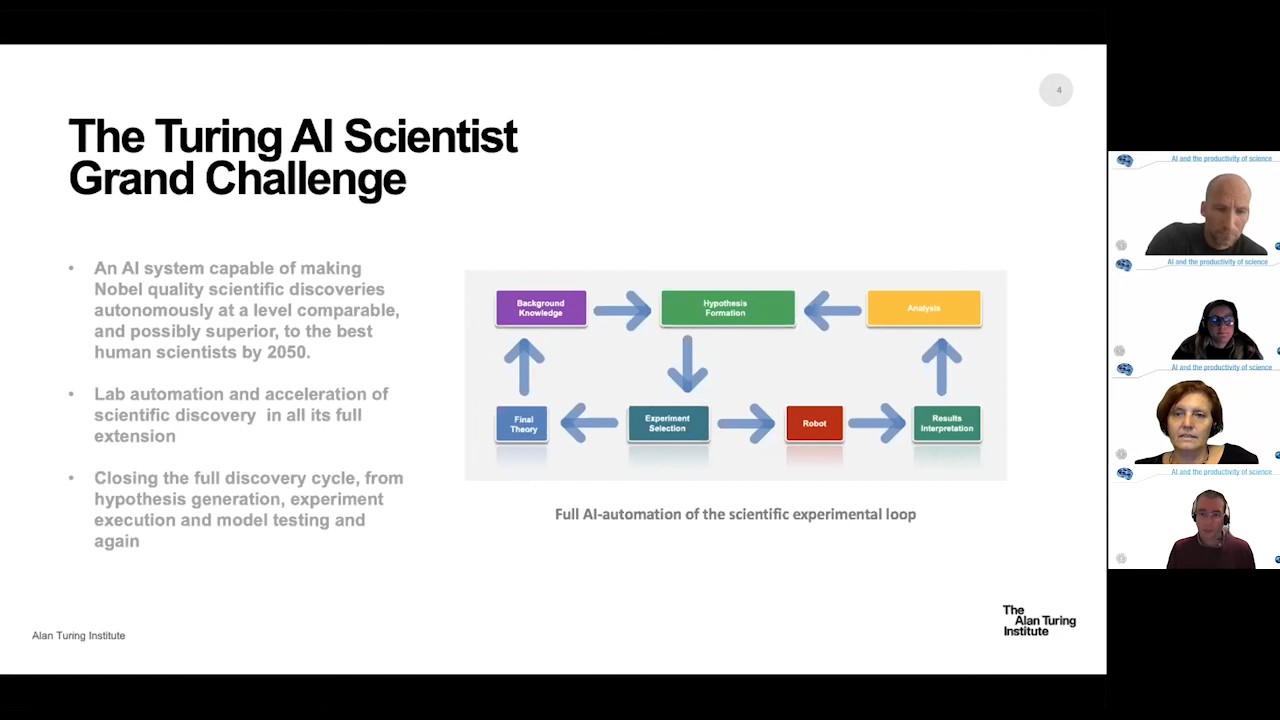 4
The Turing AI Scientist
Grand Challenge
• An AI system capable of making
Nobel quality scientific discoveries
autonomously at a level comparable,
and possibly superior, to the best
human scientists by 2050.
• Lab automation and acceleration of
scientific discovery in all its full
extension
• Closing the full discovery cycle, from
hypothesis generation, experiment
execution and model testing and
again
Background
Knowledge
Hypothesis
Formation
Analysis
Final
Theory
Experiment
Selection
Robot
Results
Interpretation
Full AI-automation of the scientific experimental loop
Alan Turing Institute
The
Alan Turing
Institute
AI and the productivity of science
AI and the productivity of science
AI and the productivity of science
AI and the productivity of science